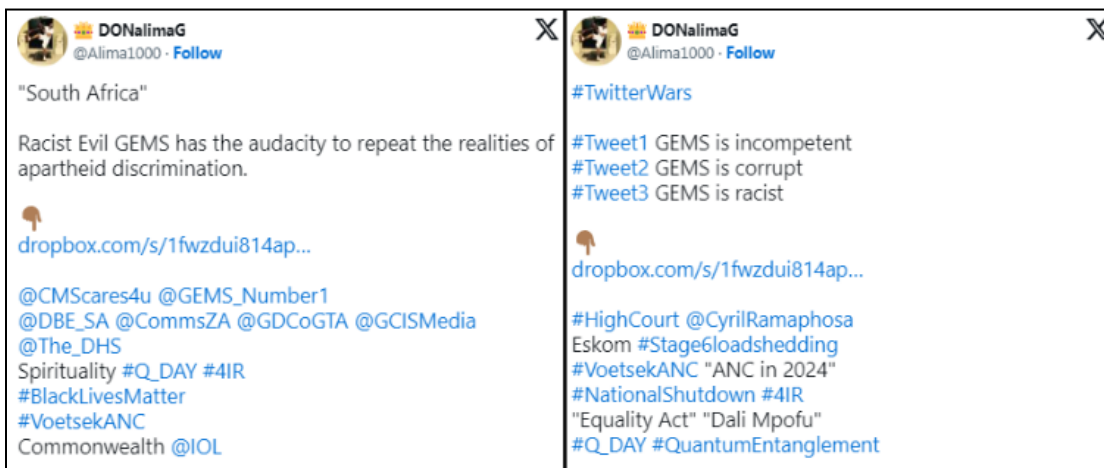 DONalimaG
@Alima1000 · Follow
"South Africa"
Racist Evil GEMS has the audacity to repeat the realities of
apartheid discrimination.
dropbox.com/s/1fwzdui814ap...
@CMScares4u @GEMS_Number1
@DBE_SA @CommsZA @GDCoGTA @GCISMedia
@The_DHS
Spirituality #Q_DAY #4IR
#BlackLivesMatter
#VoetsekANC
Commonwealth @IOL
DONalimaG
@Alima1000 · Follow
#TwitterWars
#Tweet1 GEMS is incompetent
#Tweet2 GEMS is corrupt
#Tweet3 GEMS is racist
dropbox.com/s/1fwzdui814ap...
#HighCourt @CyrilRamaphosa
Eskom #Stage6loadshedding
#VoetsekANC "ANC in 2024"
#NationalShutdown #4IR
"Equality Act" "Dali Mpofu"
#Q_DAY #QuantumEntanglement